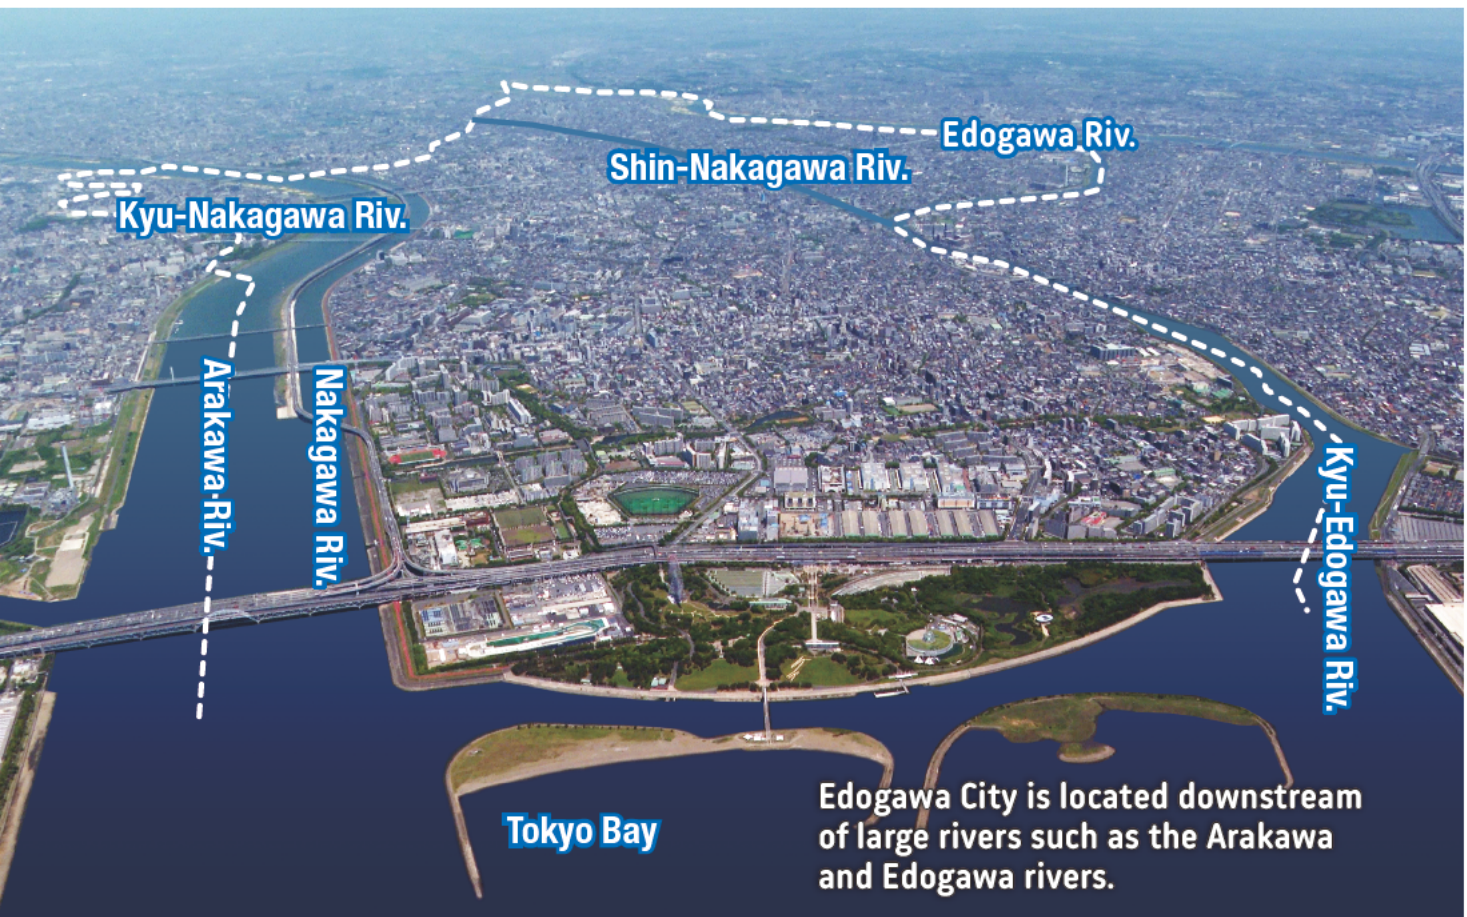 Edogawa Riv.
Shin-Nakagawa Riv.
Kyu-Nakagawa Riv.
Arakawa Riv.
Nakagawa Riv.
Kyu-Edogawa Riv.
Tokyo Bay
Edogawa City is located downstream
of large rivers such as the Arakawa
and Edogawa rivers.